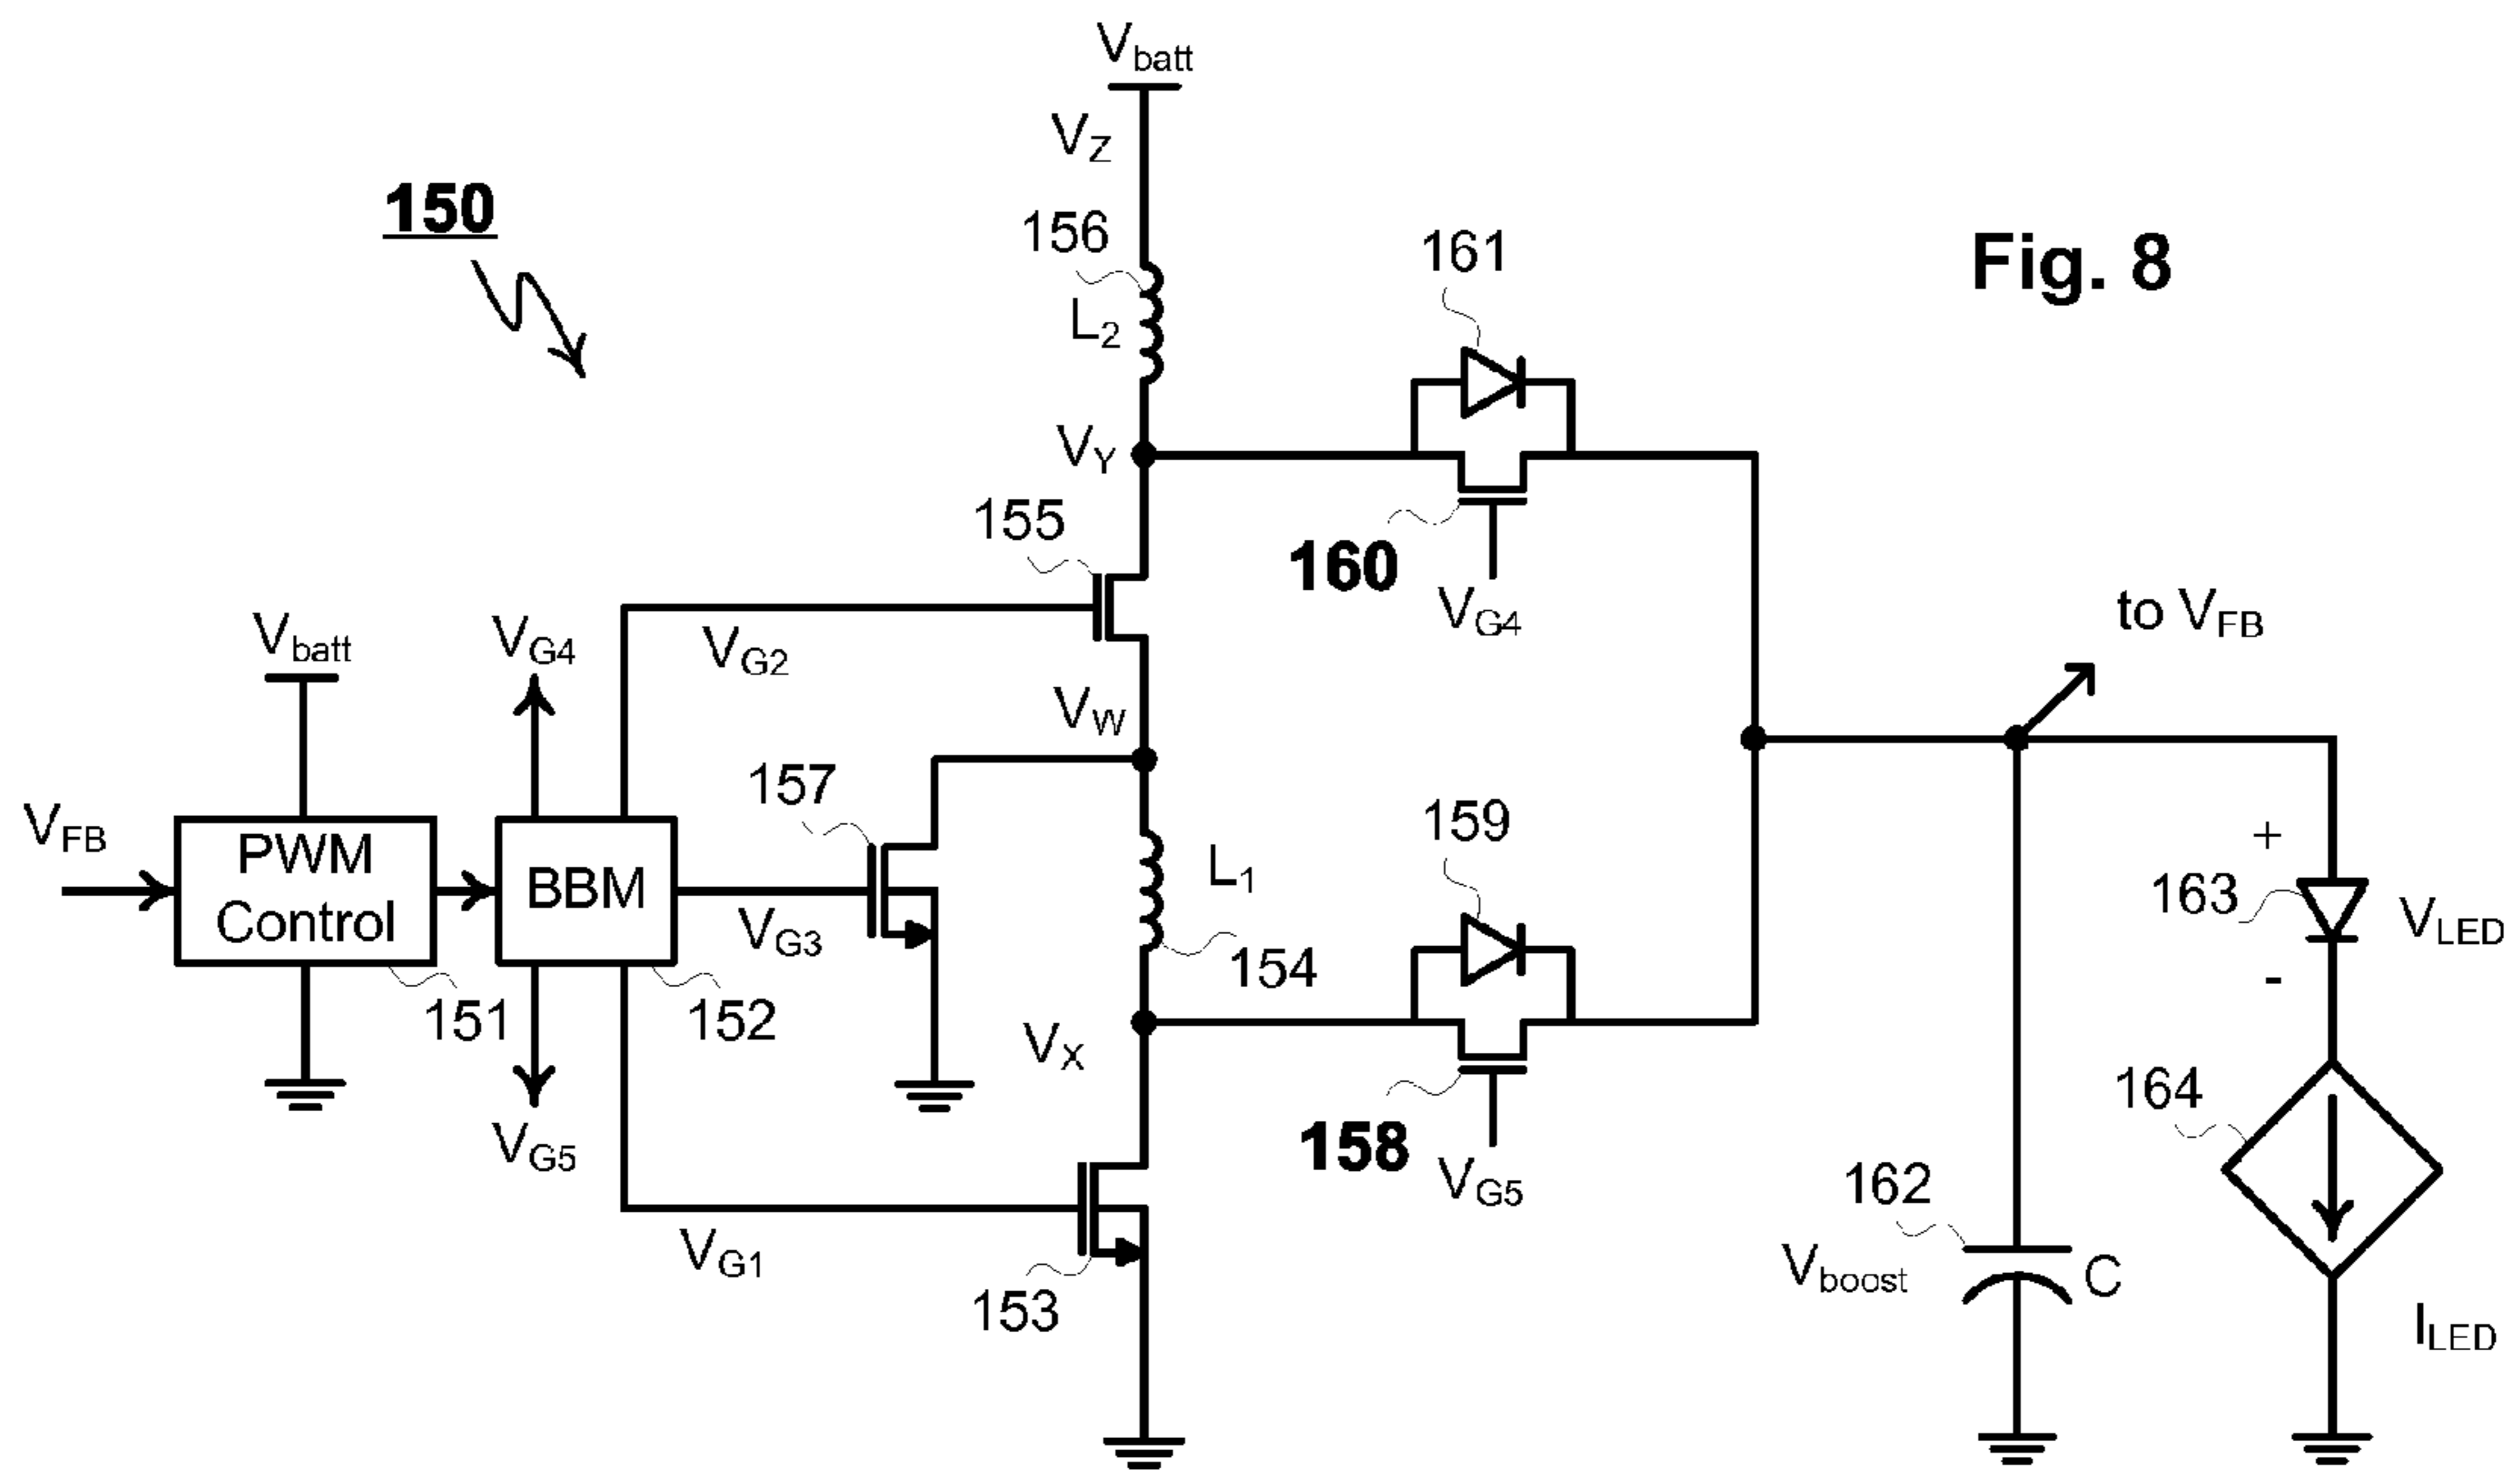 Vbatt
VZ
150
156
161
Fig. 8
L2
VY
155
160
VG4
to VFB
Vbatt
VG4
VG2
VW
157
159
VFB
PWM
Control
BBM
VG3
L1
154
+
163
VLED
-
151
152
VX
VG5
158
VG5
164
VG1
153
162
Vboost
C
ILED